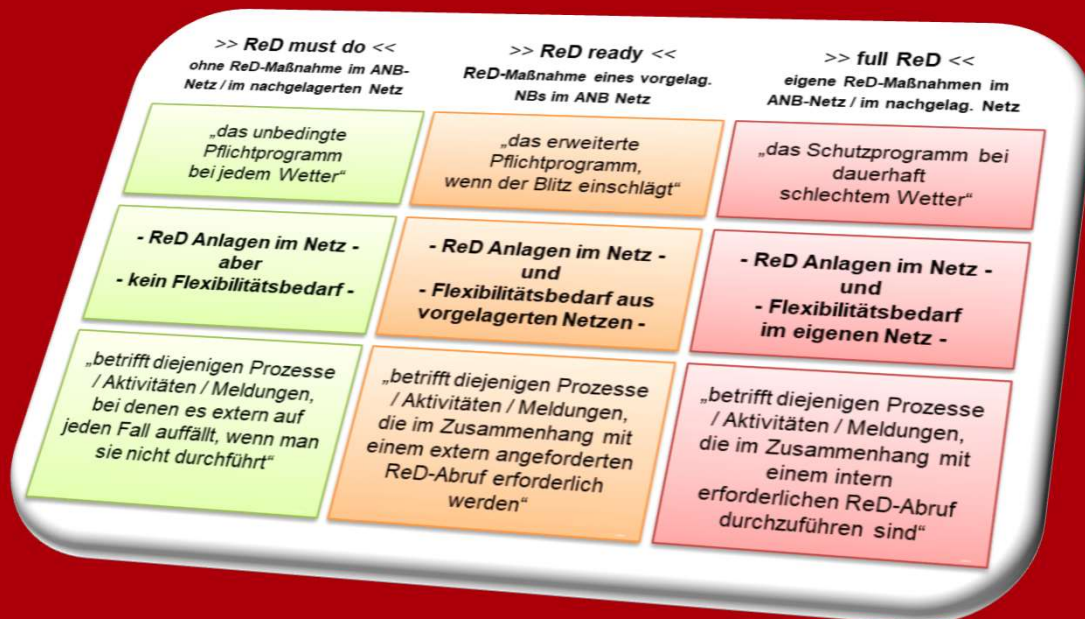 >> ReD must do <<
ohne ReD-Maßnahme im ANB-
Netz / im nachgelagerten Netz
„das unbedingte
Pflichtprogramm
bei jedem Wetter“
- ReD Anlagen im Netz -
aber
- kein Flexibilitätsbedarf -
„betrifft diejenigen Prozesse
/ Aktivitäten / Meldungen,
bei denen es extern auf
jeden Fall auffällt, wenn man
sie nicht durchführt“
>> ReD ready <<
ReD-Maßnahme eines vorgelag.
NBs im ANB Netz
„das erweiterte
Pflichtprogramm,
wenn der Blitz einschlägt“
- ReD Anlagen im Netz -
und
- Flexibilitätsbedarf aus
vorgelagerten Netzen -
„betrifft diejenigen Prozesse
/ Aktivitäten / Meldungen,
die im Zusammenhang mit
einem extern angeforderten
ReD-Abruf erforderlich
werden“
>> full ReD <<
eigene ReD-Maßnahmen im
ANB-Netz / im nachgelag. Netz
„das Schutzprogramm bei
dauerhaft
schlechtem Wetter“
- ReD Anlagen im Netz -
und
- Flexibilitätsbedarf
im eigenen Netz -
„betrifft diejenigen Prozesse
/ Aktivitäten / Meldungen,
die im Zusammenhang mit
einem intern
erforderlichen ReD-Abruf
durchzuführen sind“